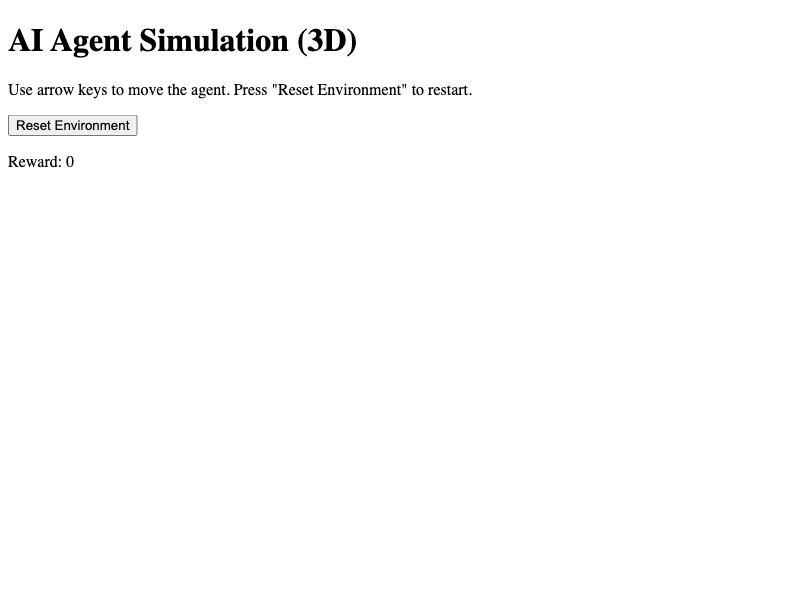 AI Agent Simulation (3D)
Use arrow keys to move the agent. Press "Reset Environment" to restart.
Reset Environment
Reward: 0